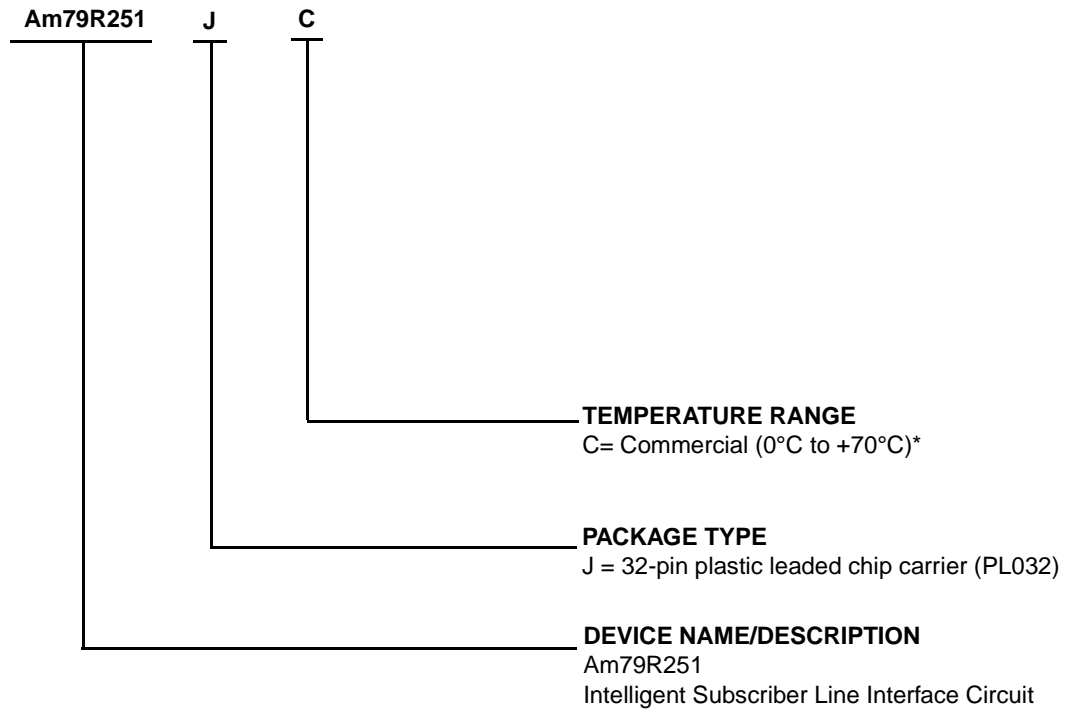 Am79R251 J C
TEMPERATURE RANGE
C= Commercial (0°C to +70°C)*
PACKAGE TYPE
J = 32-pin plastic leaded chip carrier (PL032)
DEVICE NAME/DESCRIPTION
Am79R251
Intelligent Subscriber Line Interface Circuit